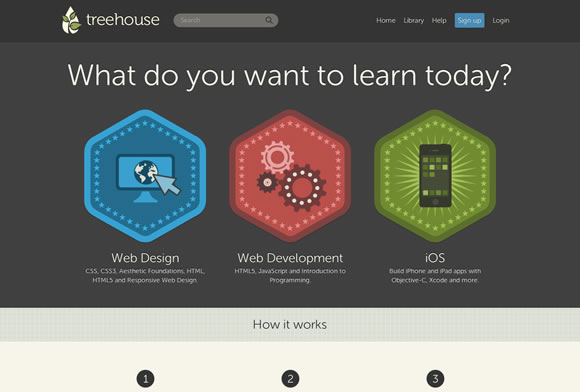 treehouse
Search
Home Library Help Sign up Login
What do you want to learn today?
Web Design
CSS, CSS3, Aesthetic Foundations, HTML,
HTML5 and Responsive Web Design.
Web Development
HTML5, JavaScript and Introduction to
Programming.
iOS
Build iPhone and iPad apps with
Objective-C, Xcode and more.
How it works
1 2 3